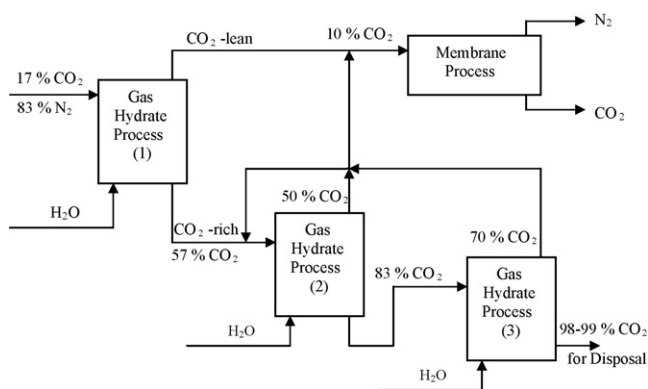 N₂
CO₂ -lean
10 % CO₂
17 % CO₂
Membrane
Process
83 % N₂
Gas
Hydrate
Process
(1)
CO₂
H₂O
50 % CO₂
CO₂ -rich
57 % CO₂
70 % CO₂
Gas
Hydrate
Process
(2)
83 % CO₂
Gas
Hydrate
Process
(3)
H₂O
98-99 % CO₂
for Disposal
H₂O